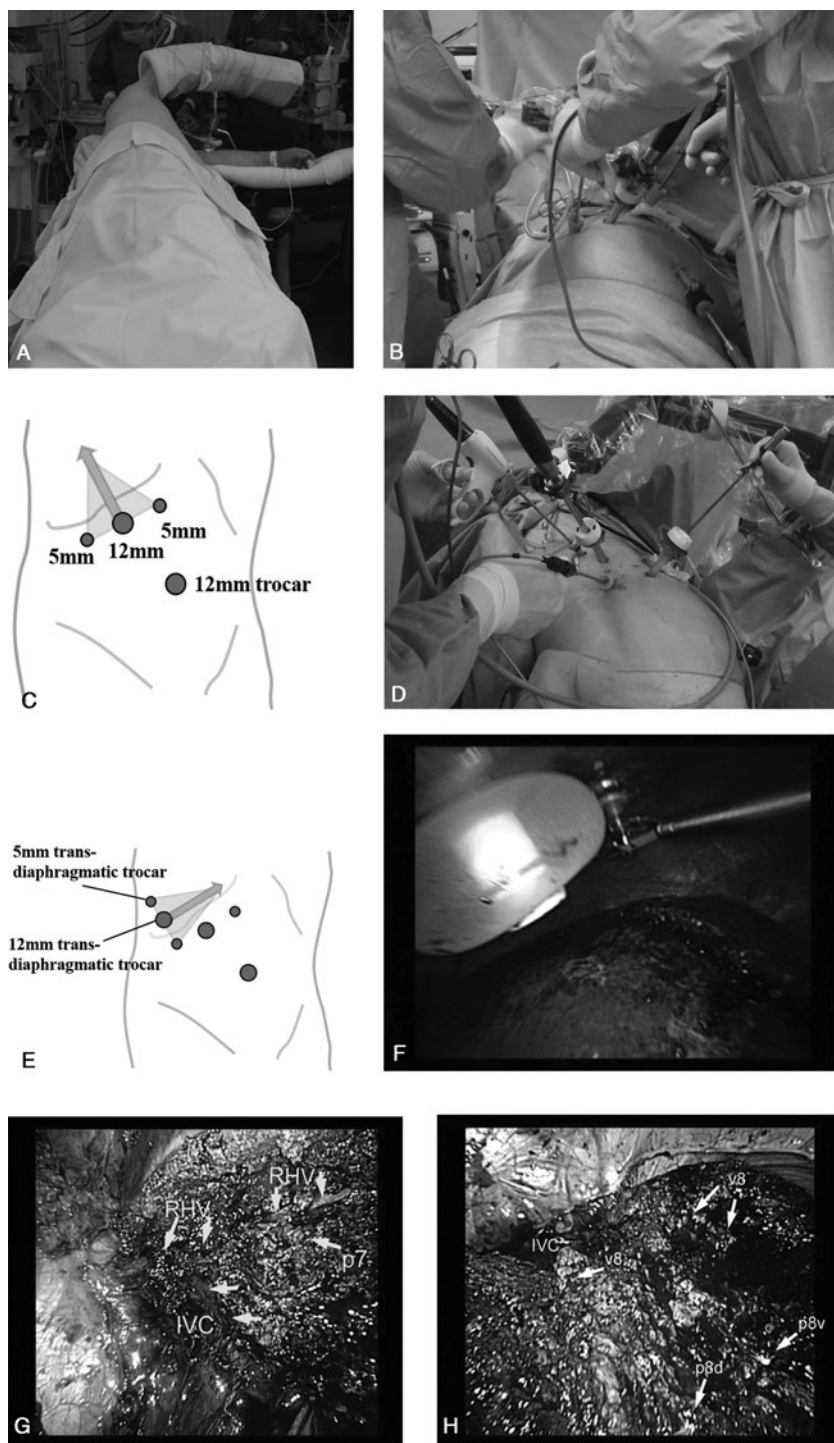 A
B
5mm
12mm
5mm
12mm trocar
C
D
5mm trans-
diaphragmatic trocar
12mm trans-
diaphragmatic trocar
E
F
RHV
RHV
p7
IVC
G
v8
IVC
v8
p8v
p8d
H